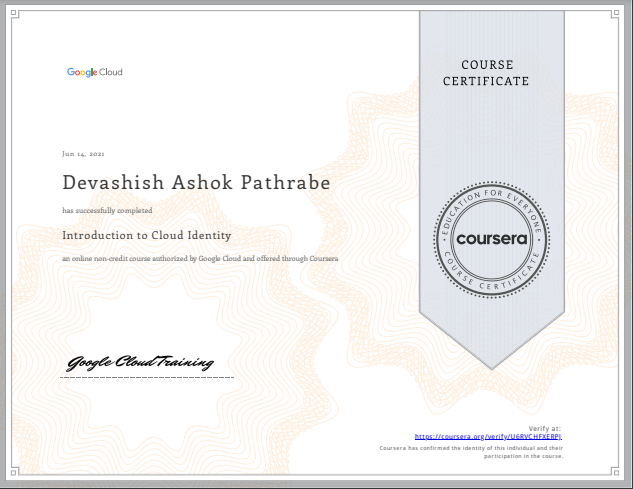 Google Cloud
COURSE
CERTIFICATE
Jun 14, 2021
Devashish Ashok Pathrabe
has successfully completed
Introduction to Cloud Identity
an online non-credit course authorized by Google Cloud and offered through Coursera
EDUCATION FOR EVERYONE
coursera
COURSE CERTIFICATE
Google Cloud Training
Verify at:
https://coursera.org/verify/U6RVCHFXERPJ
Coursera has confirmed the identity of this individual and their
participation in the course.